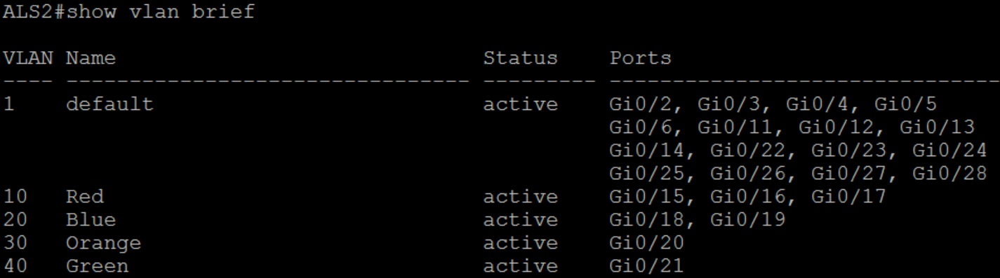 ALS2#show vlan brief
VLAN Name                             Status    Ports
---- -------------------------------- --------- -------------------------------
1    default                          active    Gi0/2, Gi0/3, Gi0/4, Gi0/5
                                                Gi0/6, Gi0/11, Gi0/12, Gi0/13
                                                Gi0/14, Gi0/22, Gi0/23, Gi0/24
                                                Gi0/25, Gi0/26, Gi0/27, Gi0/28
10   Red                              active    Gi0/15, Gi0/16, Gi0/17
20   Blue                             active    Gi0/18, Gi0/19
30   Orange                           active    Gi0/20
40   Green                            active    Gi0/21